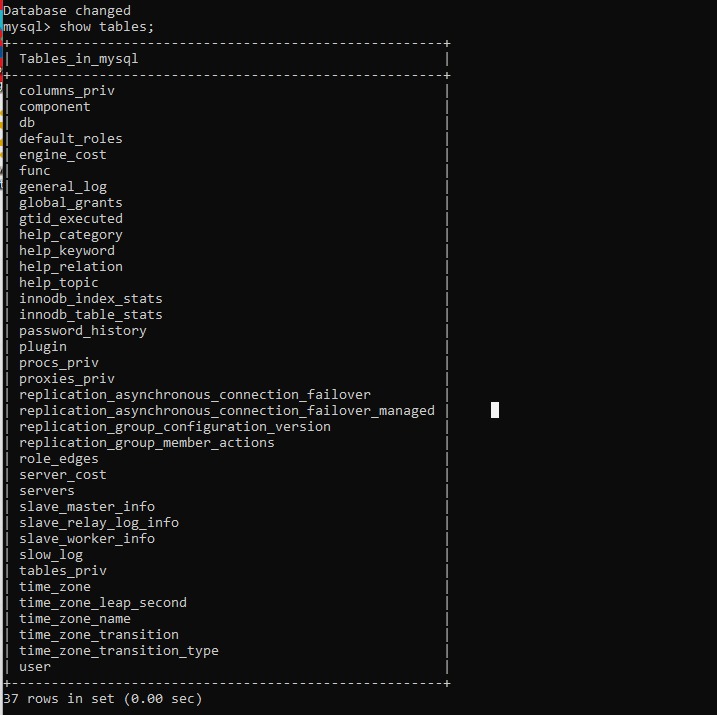 Database changed
mysql> show tables;
+------------------------------------------------------+
| Tables_in_mysql                                      |
+------------------------------------------------------+
| columns_priv                                         |
| component                                            |
| db                                                   |
| default_roles                                        |
| engine_cost                                          |
| func                                                 |
| general_log                                          |
| global_grants                                        |
| gtid_executed                                        |
| help_category                                        |
| help_keyword                                         |
| help_relation                                        |
| help_topic                                           |
| innodb_index_stats                                   |
| innodb_table_stats                                   |
| password_history                                     |
| plugin                                               |
| procs_priv                                           |
| proxies_priv                                         |
| replication_asynchronous_connection_failover         |
| replication_asynchronous_connection_failover_managed |
| replication_group_configuration_version              |
| replication_group_member_actions                     |
| role_edges                                           |
| server_cost                                          |
| servers                                              |
| slave_master_info                                    |
| slave_relay_log_info                                 |
| slave_worker_info                                    |
| slow_log                                             |
| tables_priv                                          |
| time_zone                                            |
| time_zone_leap_second                                |
| time_zone_name                                       |
| time_zone_transition                                 |
| time_zone_transition_type                            |
| user                                                 |
+------------------------------------------------------+
37 rows in set (0.00 sec)